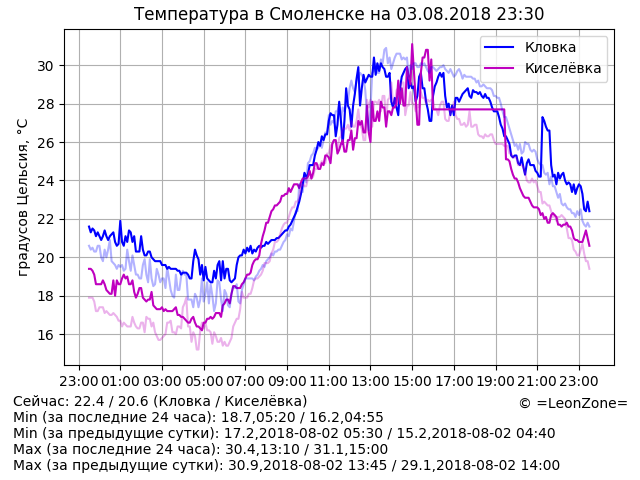 Температура в Смоленске на 03.08.2018 23:30
Кловка
Киселёвка
градусов Цельсия, °C
30
28
26
24
22
20
18
16
23:00 01:00 03:00 05:00 07:00 09:00 11:00 13:00 15:00 17:00 19:00 21:00 23:00
Сейчас: 22.4 / 20.6 (Кловка / Киселёвка)
© =LeonZone=
Min (за последние 24 часа): 18.7,05:20 / 16.2,04:55
Min (за предыдущие сутки): 17.2,2018-08-02 05:30 / 15.2,2018-08-02 04:40
Max (за последние 24 часа): 30.4,13:10 / 31.1,15:00
Max (за предыдущие сутки): 30.9,2018-08-02 13:45 / 29.1,2018-08-02 14:00